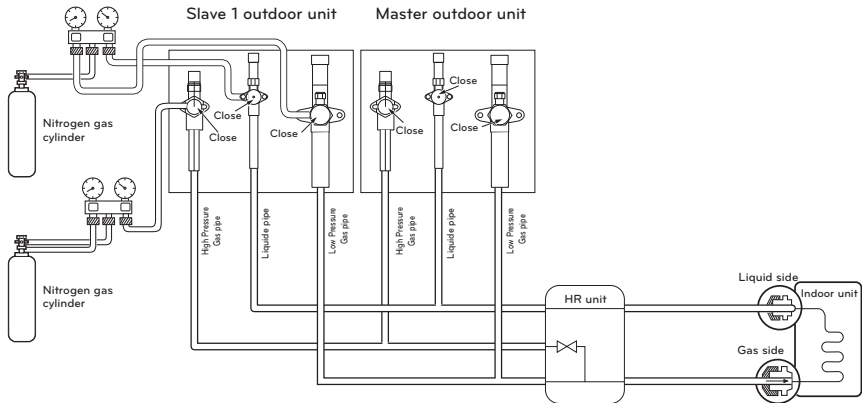 Slave 1 outdoor unit
Master outdoor unit
Close
Close
Close
Close
Close
Close
Nitrogen gas
cylinder
High Pressure
Gas pipe
Liquide pipe
Low Pressure
Gas pipe
High Pressure
Gas pipe
Liquide pipe
Low Pressure
Gas pipe
Nitrogen gas
cylinder
HR unit
Liquid side
Indoor unit
Gas side